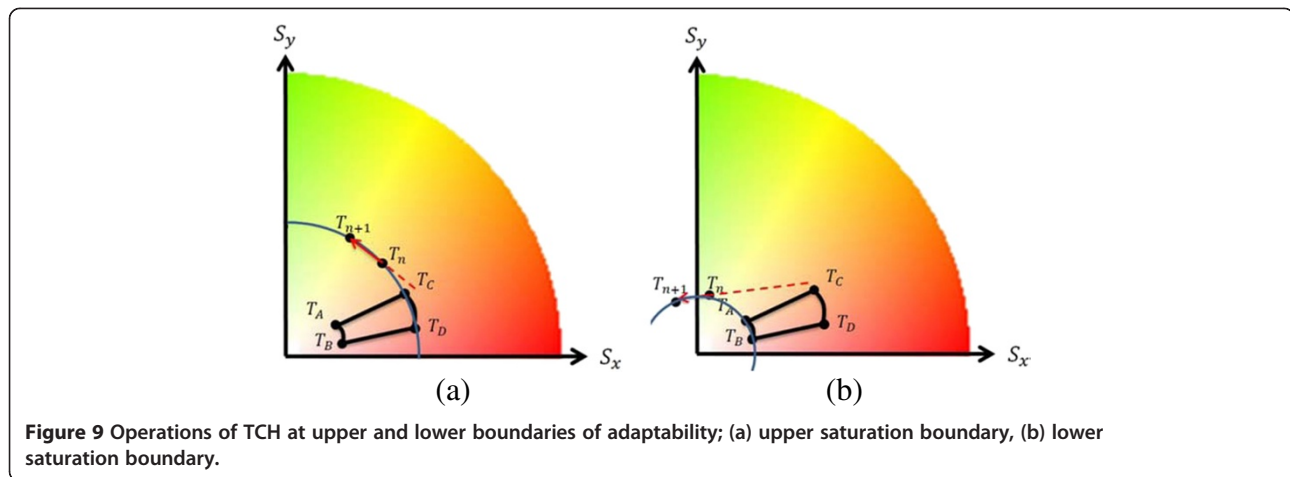 S_y
T_{n+1}
T_n
T_C
T_A
T_B
T_D
S_x
(a)
S_y
T_{n+1}
T_n
T_C
T_A
T_B
T_D
S_x
(b)
Figure 9 Operations of TCH at upper and lower boundaries of adaptability; (a) upper saturation boundary, (b) lower
saturation boundary.